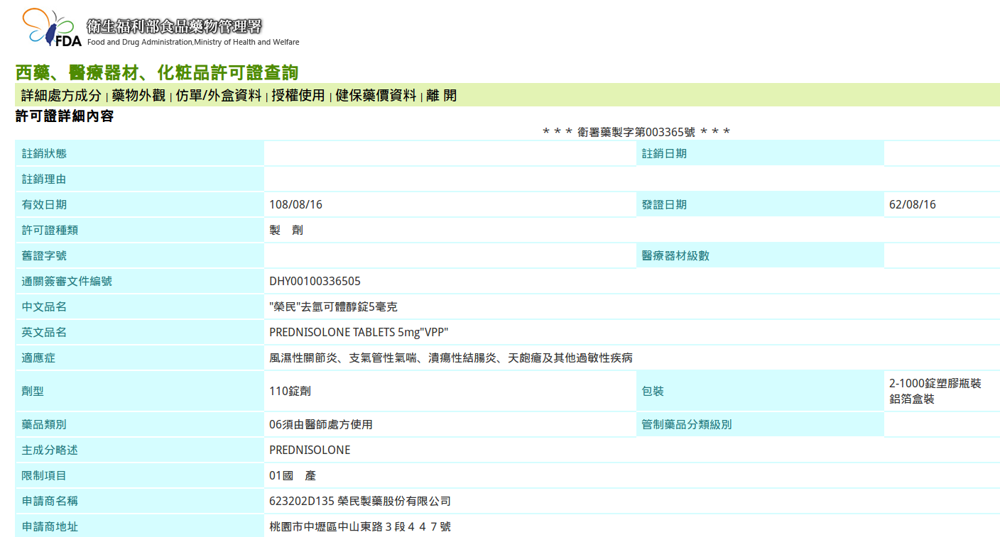 衛生福利部食品藥物管理署
FDA
Food and Drug Administration,Ministry of Health and Welfare
西藥、醫療器材、化粧品許可證查詢
詳細處方成分 | 藥物外觀 | 仿單/外盒資料 | 授權使用 | 健保藥價資料 | 離 開
許可證詳細內容
＊＊＊ 衛署藥製字第003365號 ＊＊＊
註銷狀態 註銷日期
註銷理由
有效日期 108/08/16 發證日期 62/08/16
許可證種類 製　劑
舊證字號 醫療器材級數
通關簽審文件編號 DHY00100336505
中文品名 "榮民"去氫可體醇錠5毫克
英文品名 PREDNISOLONE TABLETS 5mg"VPP"
適應症 風濕性關節炎、支氣管性氣喘、潰瘍性結腸炎、天皰瘡及其他過敏性疾病
劑型 110錠劑 包裝 2-1000錠塑膠瓶裝
鋁箔盒裝
藥品類別 06須由醫師處方使用 管制藥品分類級別
主成分略述 PREDNISOLONE
限制項目 01國　產
申請商名稱 623202D135 榮民製藥股份有限公司
申請商地址 桃園市中壢區中山東路３段４４７號